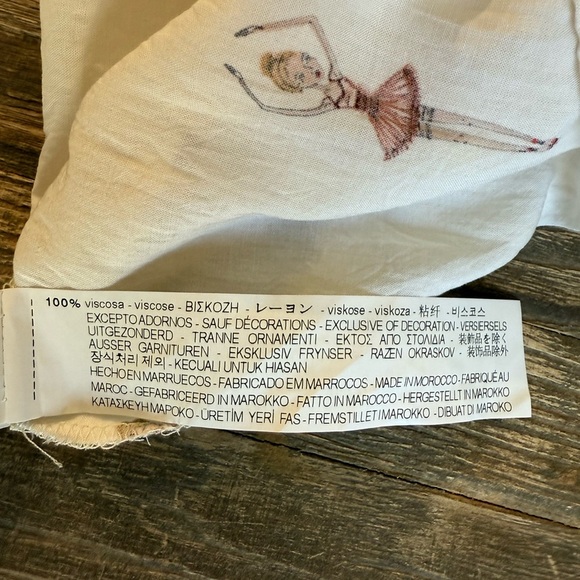 100% viscosa - viscose - ΒΙΣΚΟΖΗ - レーヨン - viskose - viskoza - 粘纤 - 비스코스
EXCEPTO ADORNOS - SAUF DÉCORATIONS - EXCLUSIVE OF DECORATION - VERSERSELS
UITGEZONDERD - TRANNE ORNAMENTI - ΕΚΤΟΣ ΑΠΟ ΣΤΟΛΙΔΙΑ - 装飾品を除く
AUSSER GARNITUREN - EKSKLUSIV FRYNSER - RAZEN OKRASKOV - 装饰品除外
장식처리 제외 - KECUALI UNTUK HIASAN
HECHO EN MARRUECOS - FABRICADO EM MARROCOS - MADE IN MOROCCO - FABRIQUÉ AU
MAROC - GEFABRICEERD IN MAROKKO - FATTO IN MAROCCO - HERGESTELLT IN MAROKKO
ΚΑΤΑΣΚΕΥΗ ΜΑΡΟΚΟ - ÜRETİM YERİ FAS - FREMSTILLET I MAROKKO - DIBUAT DI MAROKO